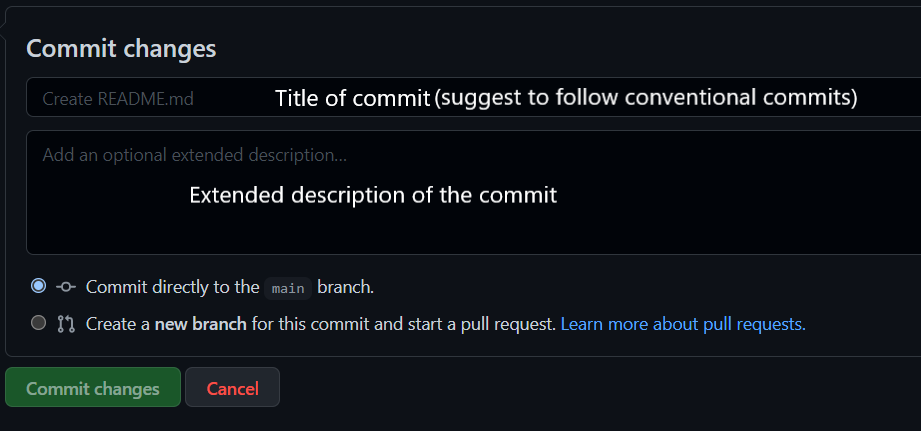 Commit changes
Create README.md Title of commit (suggest to follow conventional commits)
Add an optional extended description...
Extended description of the commit
Commit directly to the main branch.
Create a new branch for this commit and start a pull request. Learn more about pull requests.
Commit changes Cancel